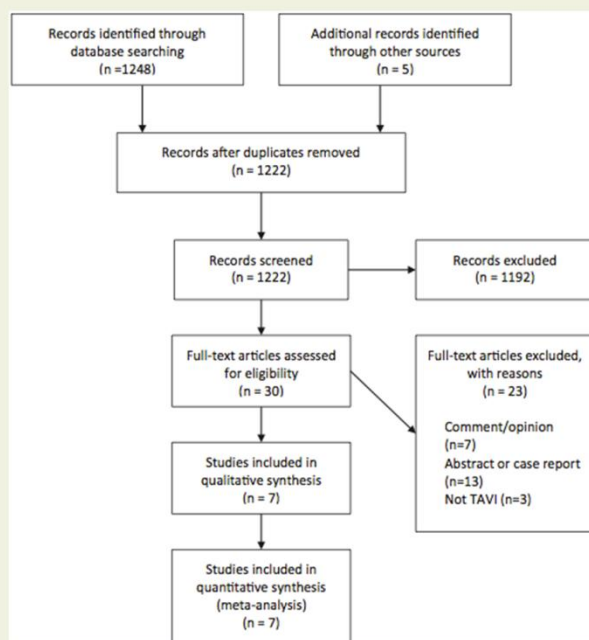 Records identified through
database searching
(n =1248)
Additional records identified
through other sources
(n = 5)
Records after duplicates removed
(n = 1222)
Records screened
(n = 1222)
Records excluded
(n = 1192)
Full-text articles assessed
for eligibility
(n = 30)
Full-text articles excluded,
with reasons
(n = 23)
Comment/opinion
(n=7)
Abstract or case report
(n=13)
Not TAVI (n=3)
Studies included in
qualitative synthesis
(n = 7)
Studies included in
quantitative synthesis
(meta-analysis)
(n = 7)